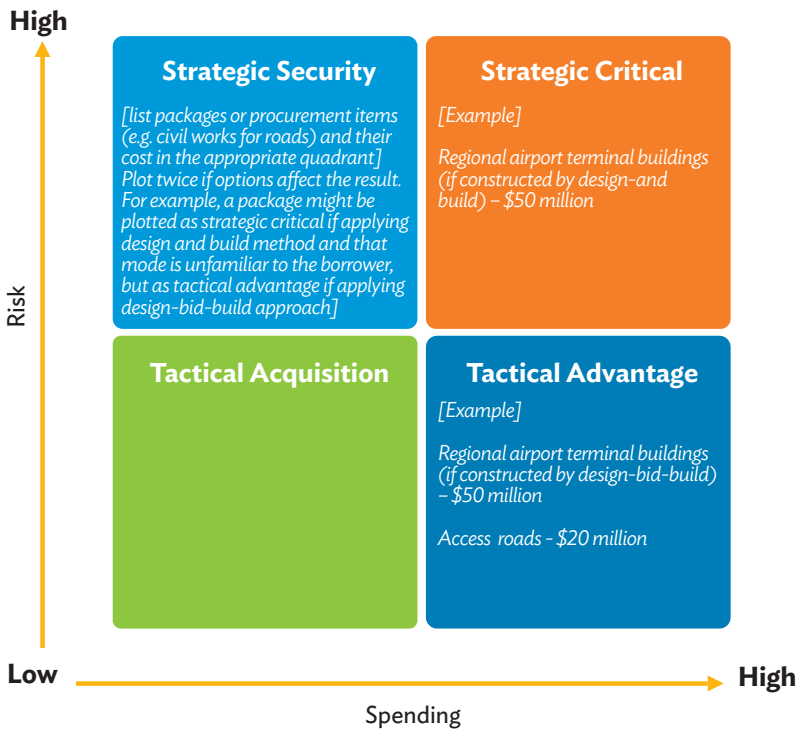 High
Strategic Security
[list packages or procurement items
(e.g. civil works for roads) and their
cost in the appropriate quadrant]
Plot twice if options affect the result.
For example, a package might be
plotted as strategic critical if applying
design and build method and that
mode is unfamiliar to the borrower,
but as tactical advantage if applying
design-bid-build approach]
Strategic Critical
[Example]
Regional airport terminal buildings
(if constructed by design-and
build) – $50 million
Risk
Tactical Acquisition
Tactical Advantage
[Example]
Regional airport terminal buildings
(if constructed by design-bid-build)
– $50 million
Access roads - $20 million
Low
High
Spending